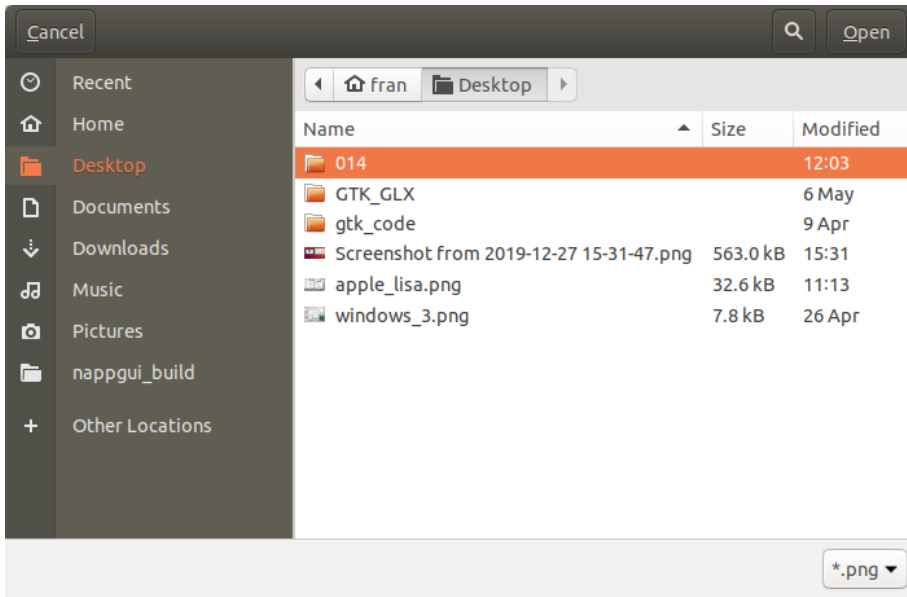 Cancel Open
Recent
Home
Desktop
Documents
Downloads
Music
Pictures
nappgui_build
Other Locations
fran Desktop
Name Size Modified
014 12:03
GTK_GLX 6 May
gtk_code 9 Apr
Screenshot from 2019-12-27 15-31-47.png 563.0 kB 15:31
apple_lisa.png 32.6 kB 11:13
windows_3.png 7.8 kB 26 Apr
*.png